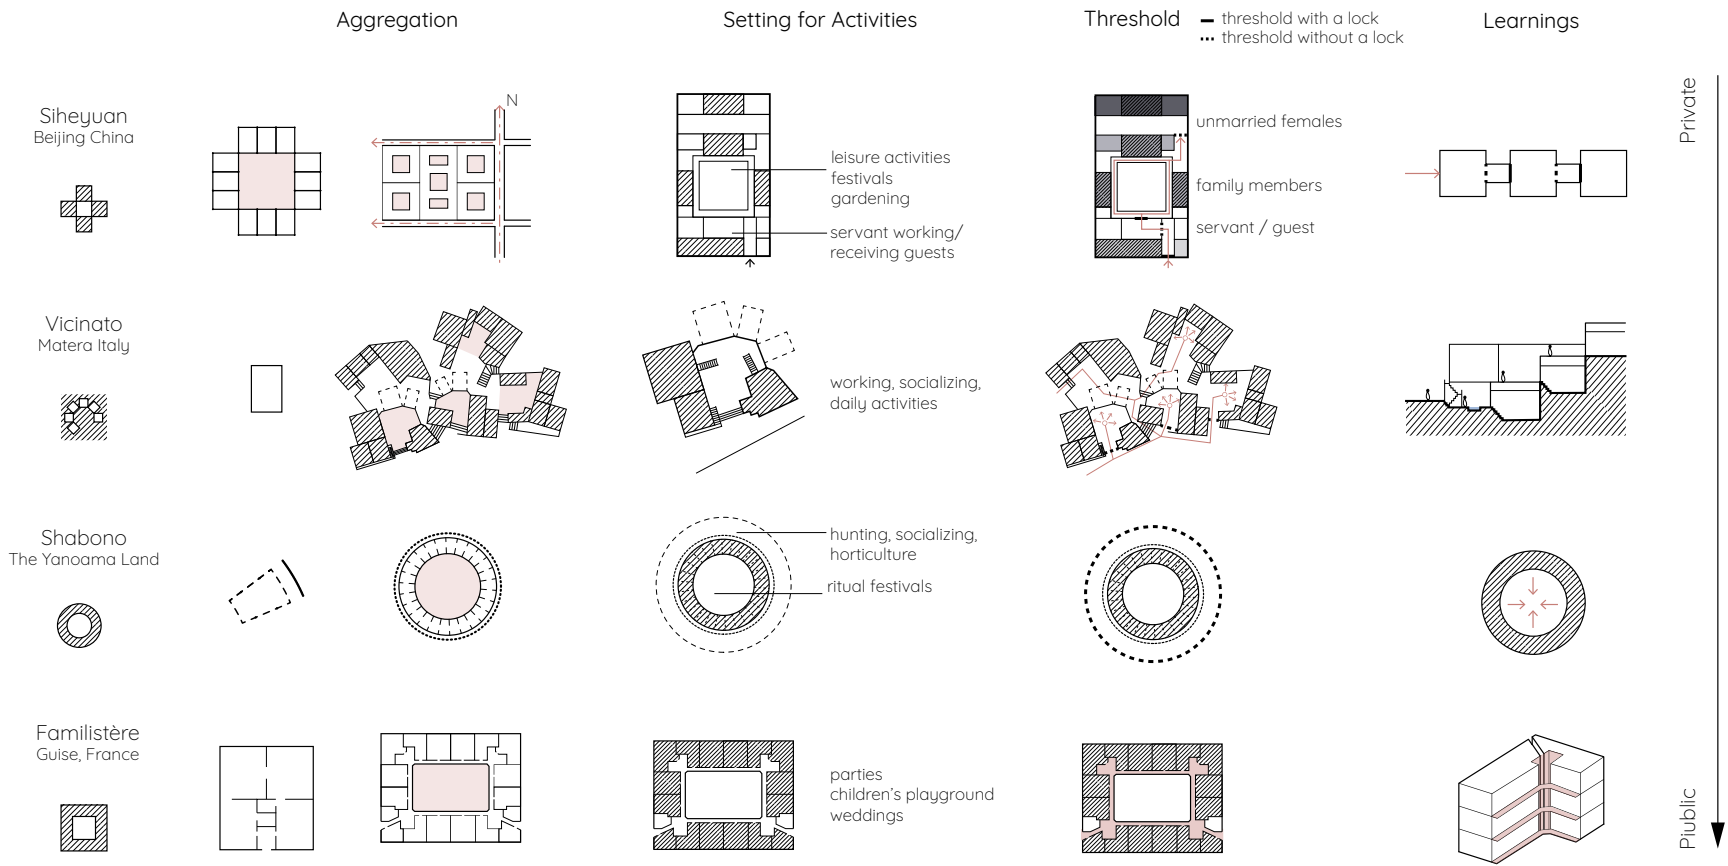 Aggregation
Setting for Activities
Threshold
threshold with a lock
threshold without a lock
Learnings
Private
Siheyuan
Beijing China
N
leisure activities
festivals
gardening
servant working/
receiving guests
unmarried females
family members
servant / guest
Vicinato
Matera Italy
working, socializing,
daily activities
Shabono
The Yanoama Land
hunting, socializing,
horticulture
ritual festivals
Familistère
Guise, France
parties
children's playground
weddings
Piublic